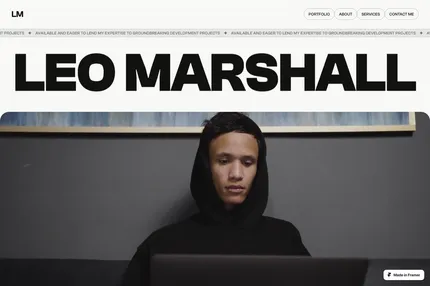 LM
PORTFOLIO
ABOUT
SERVICES
CONTACT ME
T PROJECTS ★ AVAILABLE AND EAGER TO LEND MY EXPERTISE TO GROUNDBREAKING DEVELOPMENT PROJECTS ★ AVAILABLE AND EAGER TO LEND MY EXPERTISE TO GROUNDBREAKING DEVELOPMENT PROJECTS ★
LEO MARSHALL
Made in Framer